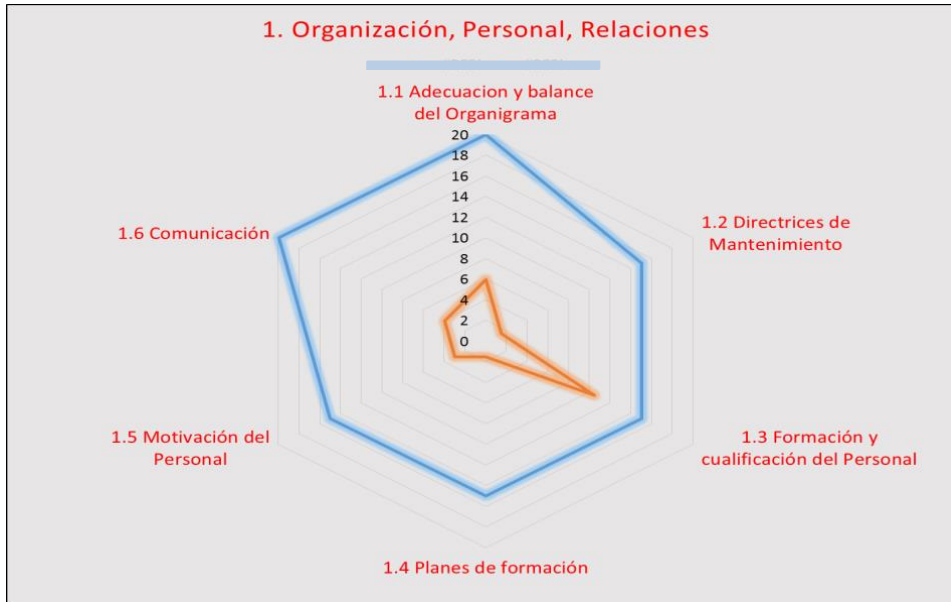 1. Organización, Personal, Relaciones
1.1 Adecuacion y balance
del Organigrama
20
18
16
14
12
10
8
6
4
2
0
1.2 Directrices de
Mantenimiento
1.3 Formación y
cualificación del Personal
1.4 Planes de formación
1.5 Motivación del
Personal
1.6 Comunicación